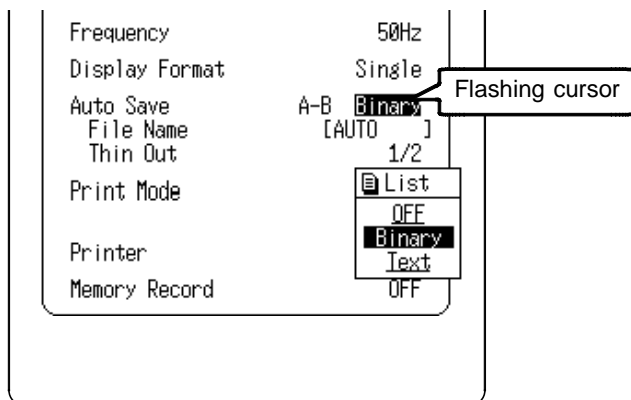 Frequency 50Hz
Display Format Single
Flashing cursor
Auto Save A-B Binary
File Name [AUTO ]
Thin Out 1/2
Print Mode
List
OFF
Binary
Text
Printer
Memory Record OFF